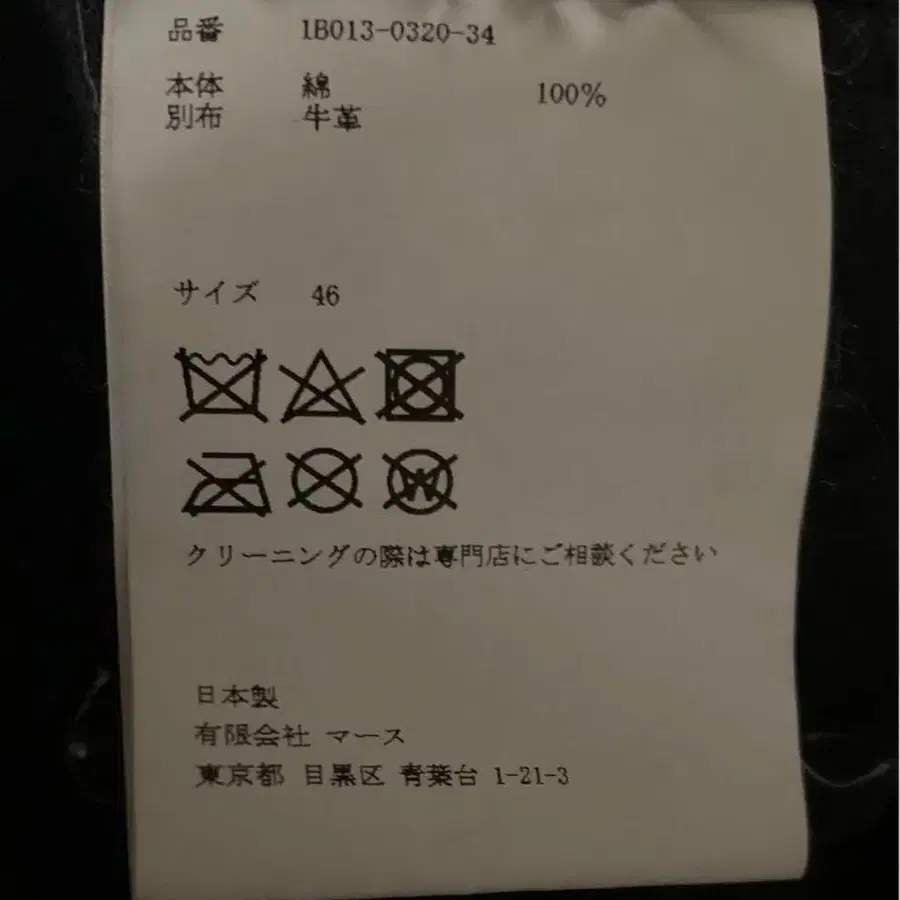 品番 1B013-0320-34
本体 綿 100%
別布 牛革
サイズ 46
W
クリーニングの際は専門店にご相談ください
日本製
有限会社 マース
東京都 目黒区 青葉台 1-21-3